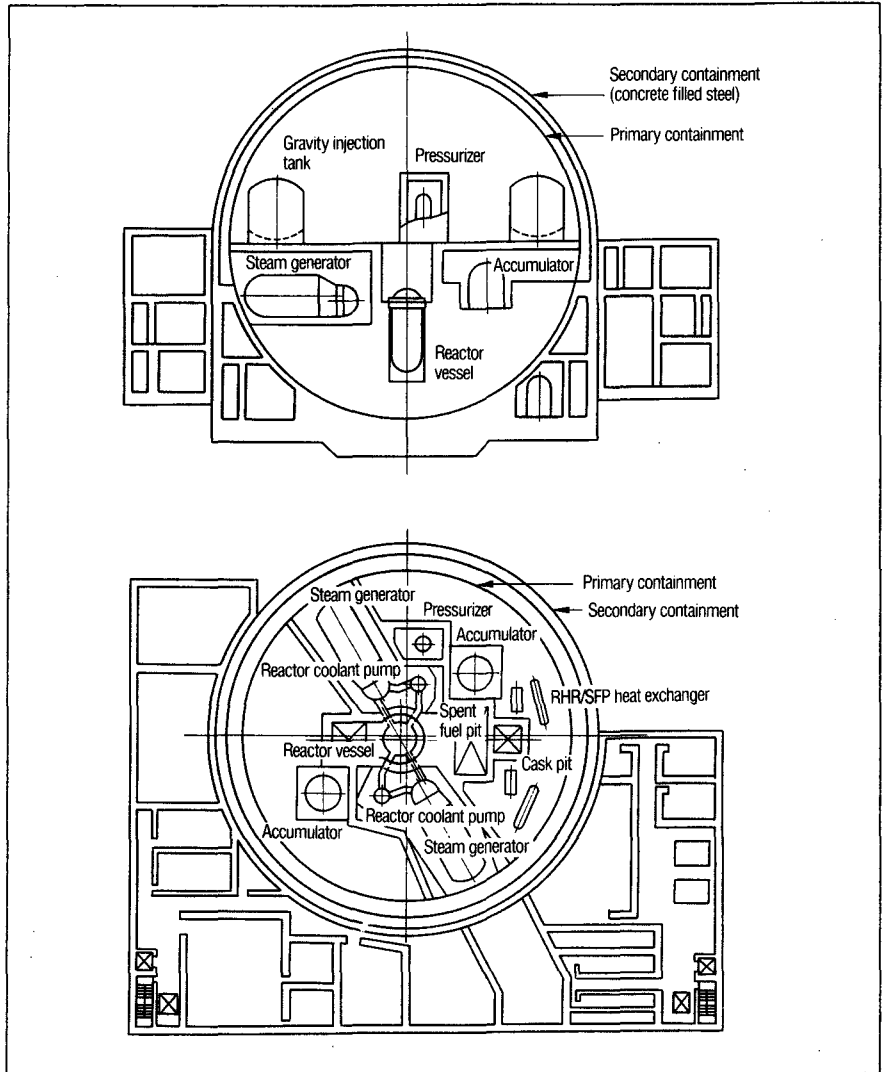 Secondary containment
(concrete filled steel)
Primary containment
Gravity injection
tank
Pressurizer
Steam generator
Accumulator
Reactor
vessel
Primary containment
Steam generator
Secondary containment
Pressurizer
Accumulator
Reactor coolant pump
RHR/SFP heat exchanger
Spent
fuel pit
Reactor vessel
Cask pit
Reactor coolant pump
Accumulator
Steam generator